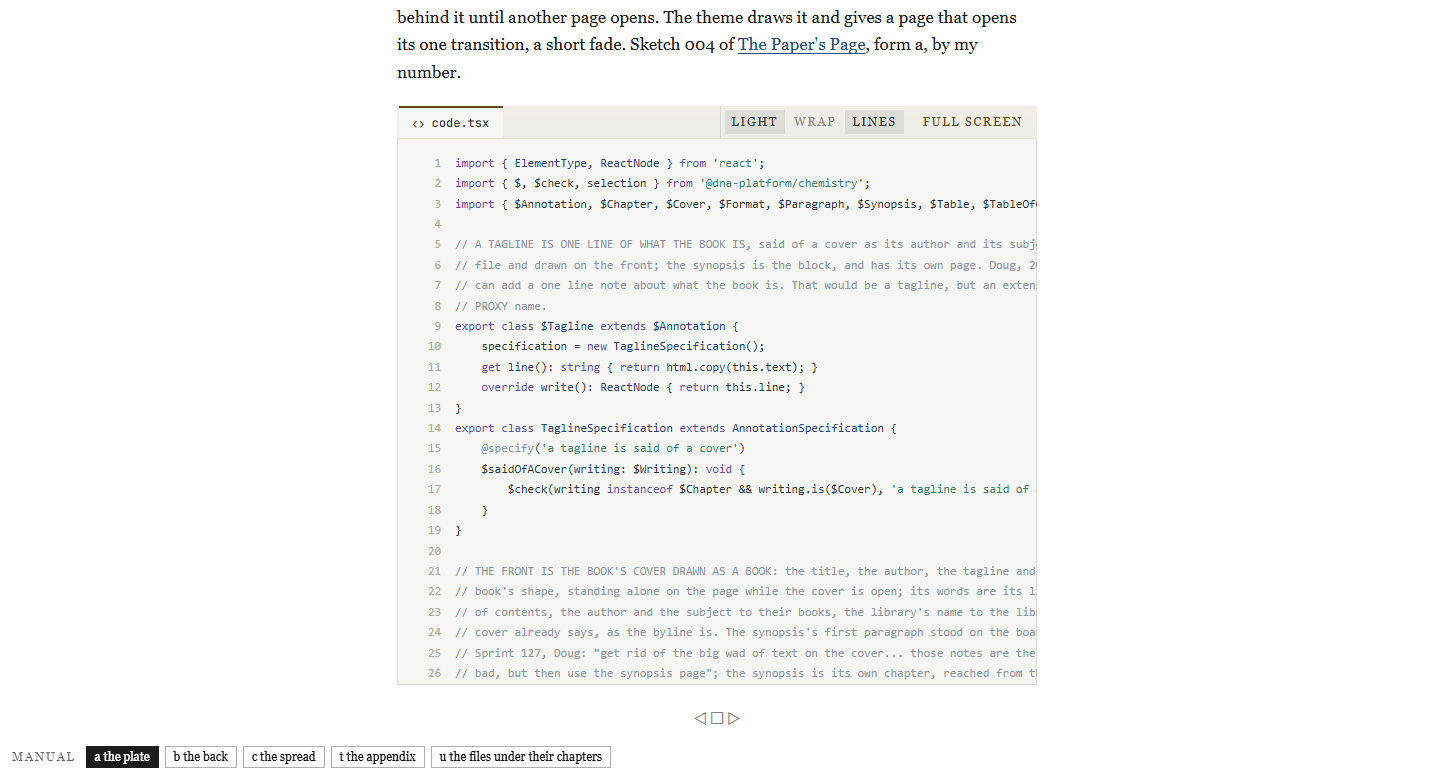 behind it until another page opens. The theme draws it and gives a page that opens
its one transition, a short fade. Sketch 004 of The Paper's Page, form a, by my
number.
<> code.tsx LIGHT WRAP LINES FULL SCREEN
1 import { ElementType, ReactNode } from 'react';
2 import { $, $check, selection } from '@dna-platform/chemistry';
3 import { $Annotation, $Chapter, $Cover, $Format, $Paragraph, $Synopsis, $Table, $TableOf
4
5 // A TAGLINE IS ONE LINE OF WHAT THE BOOK IS, said of a cover as its author and its subj
6 // file and drawn on the front; the synopsis is the block, and has its own page. Doug, 2
7 // can add a one line note about what the book is. That would be a tagline, but an exten
8 // PROXY name.
9 export class $Tagline extends $Annotation {
10 specification = new TaglineSpecification();
11 get line(): string { return html.copy(this.text); }
12 override write(): ReactNode { return this.line; }
13 }
14 export class TaglineSpecification extends AnnotationSpecification {
15 @specify('a tagline is said of a cover')
16 $saidOfACover(writing: $Writing): void {
17 $check(writing instanceof $Chapter && writing.is($Cover), 'a tagline is said of
18 }
19 }
20
21 // THE FRONT IS THE BOOK'S COVER DRAWN AS A BOOK: the title, the author, the tagline and
22 // book's shape, standing alone on the page while the cover is open; its words are its l
23 // of contents, the author and the subject to their books, the library's name to the lib
24 // cover already says, as the byline is. The synopsis's first paragraph stood on the boa
25 // Sprint 127, Doug: "get rid of the big wad of text on the cover... those notes are the
26 // bad, but then use the synopsis page"; the synopsis is its own chapter, reached from t
MANUAL a the plate b the back c the spread t the appendix u the files under their chapters